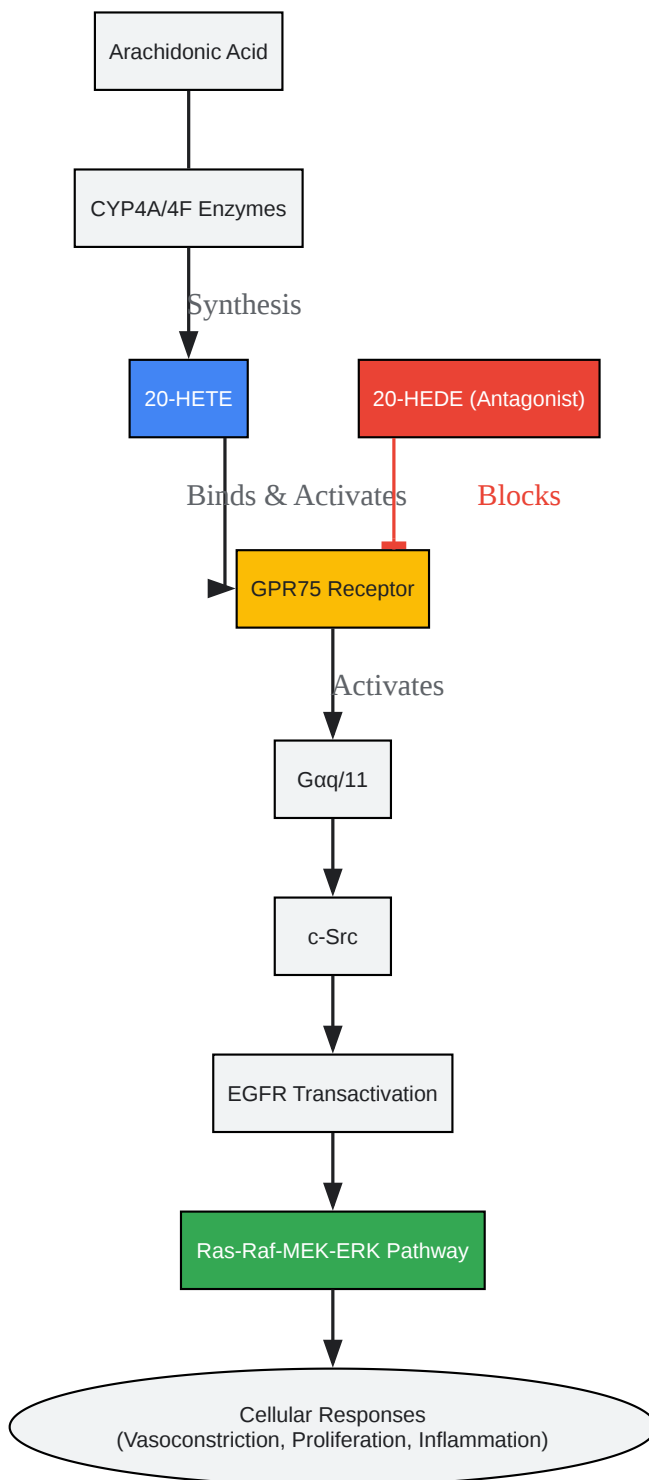 Arachidonic Acid
CYP4A/4F Enzymes
Synthesis
20-HETE
20-HEDE (Antagonist)
Binds & Activates
Blocks
GPR75 Receptor
Activates
Gαq/11
c-Src
EGFR Transactivation
Ras-Raf-MEK-ERK Pathway
Cellular Responses
(Vasoconstriction, Proliferation, Inflammation)